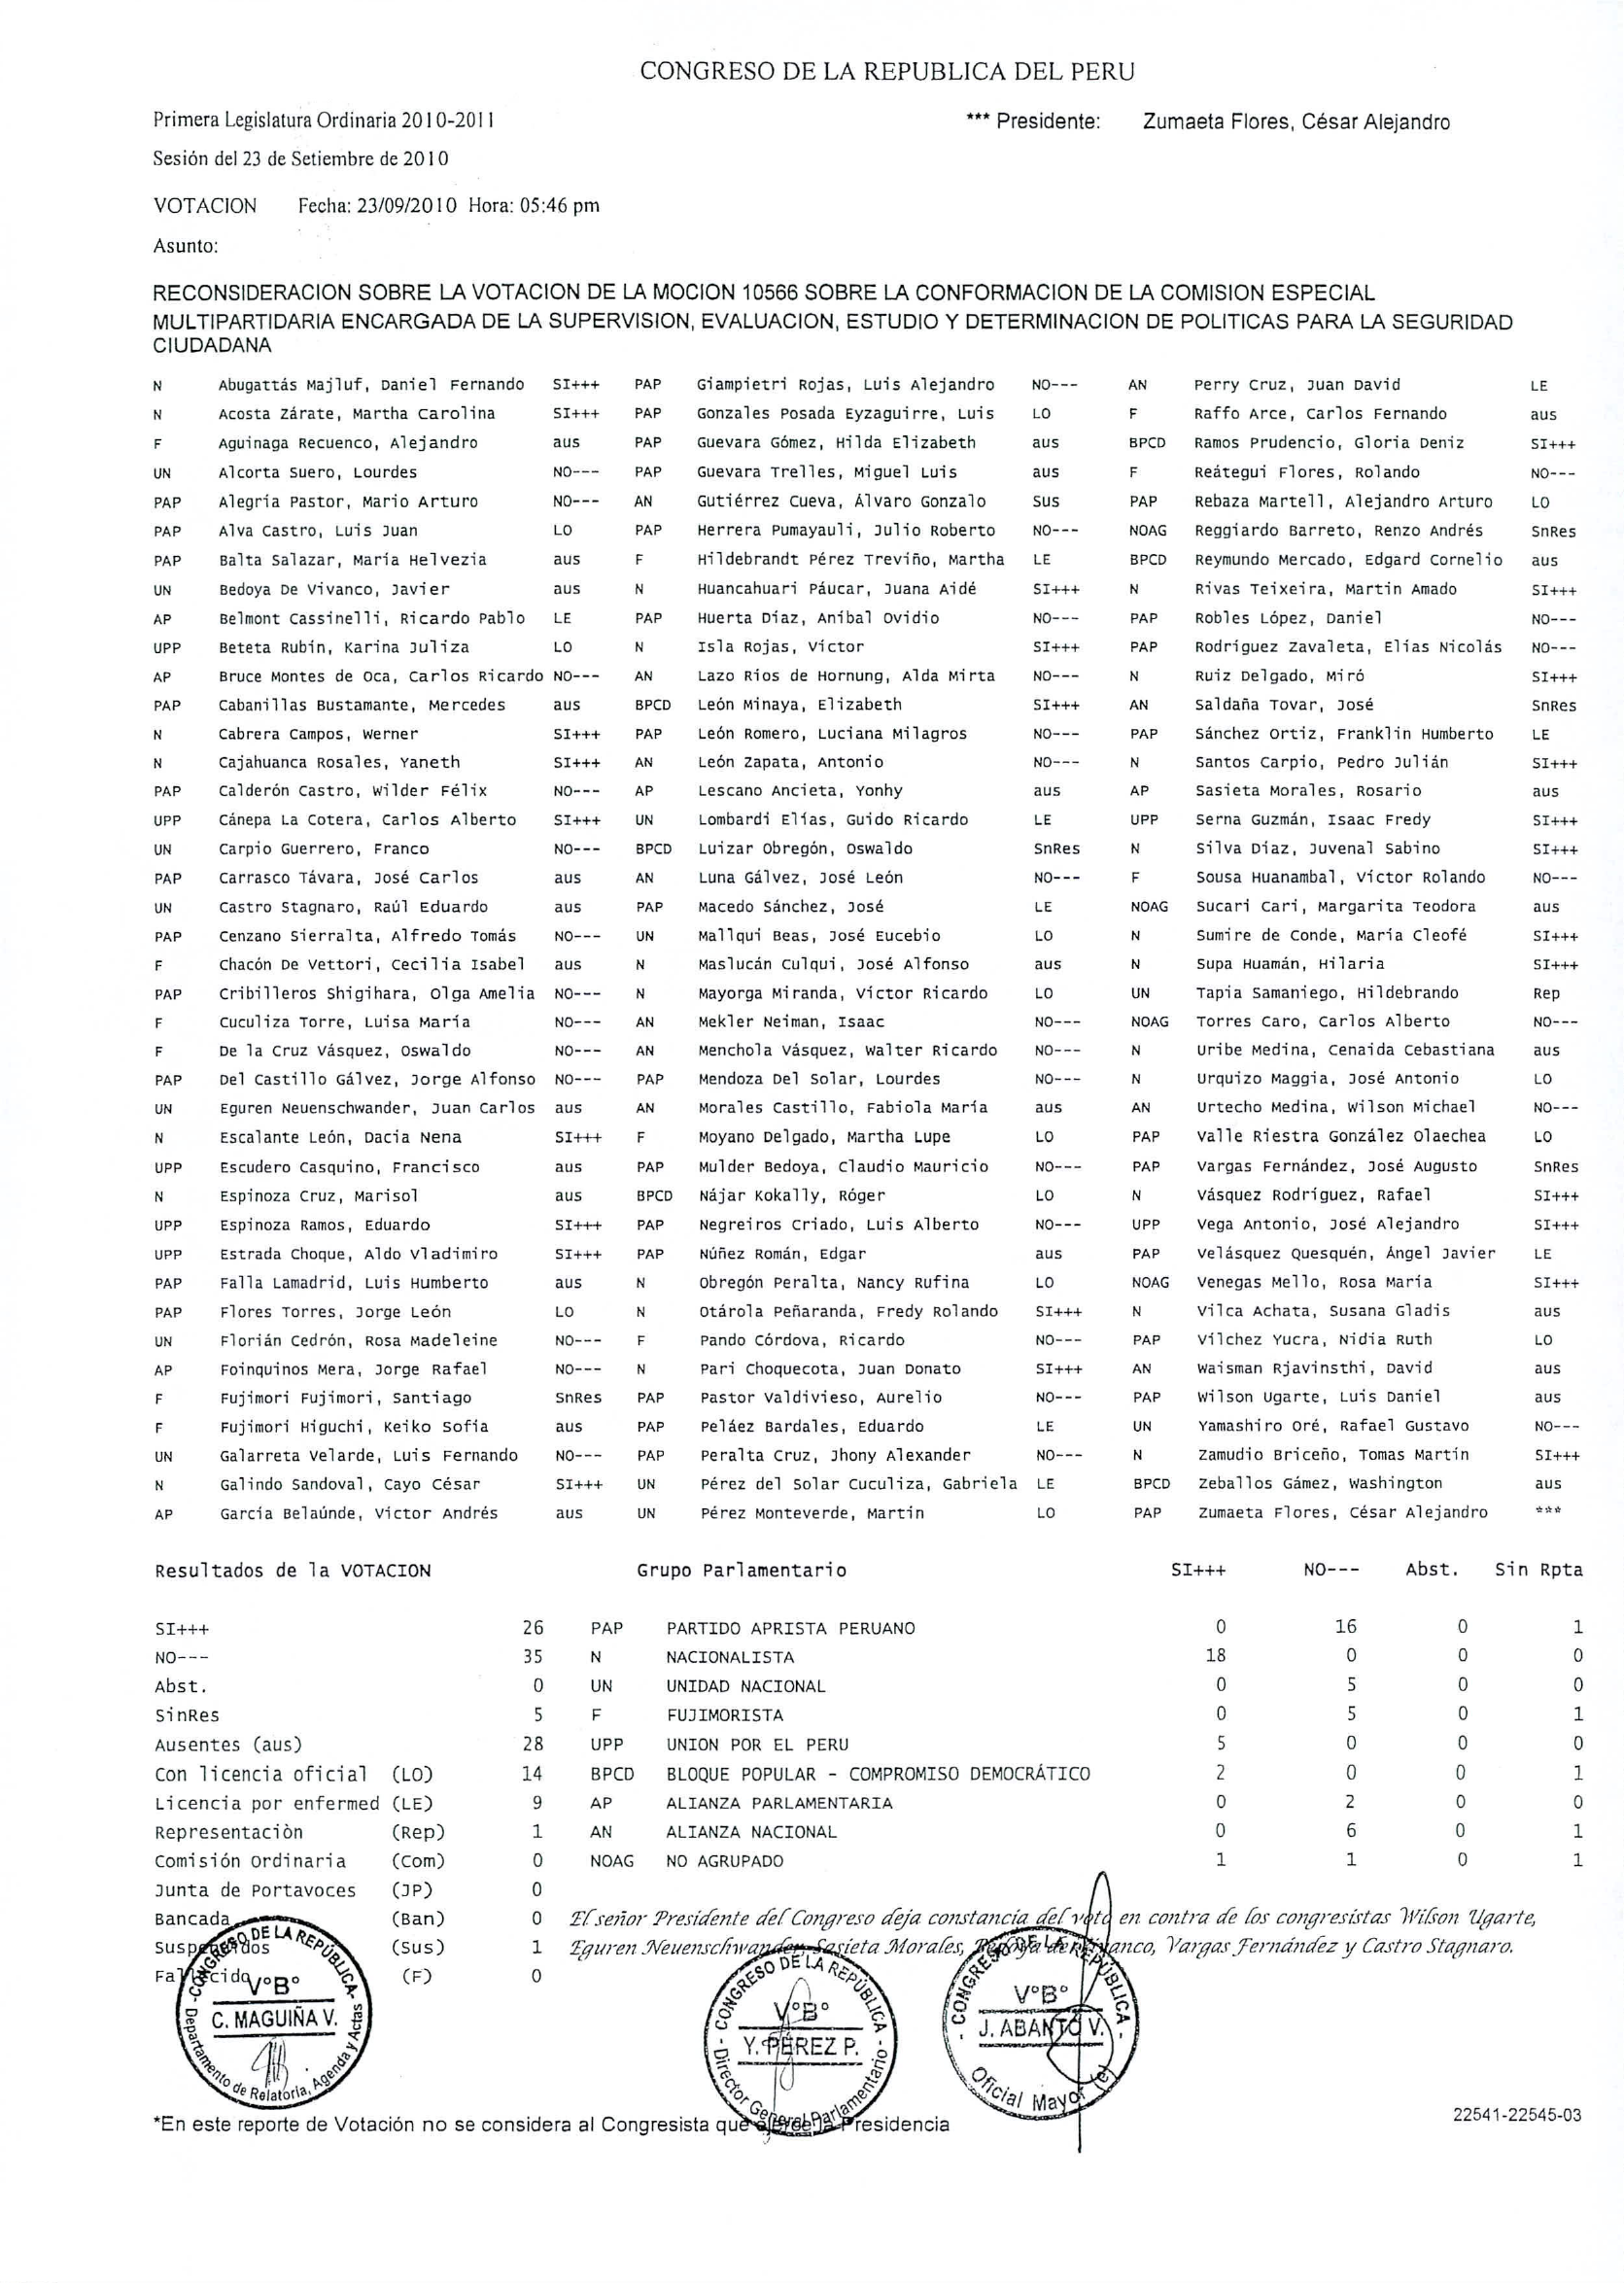 CONGRESO DE LA REPUBLICA DEL PERU
Primera Legislatura Ordinaria 2010-2011 *** Presidente: Zumaeta Flores, César Alejandro
Sesión del 23 de Setiembre de 2010
VOTACION Fecha: 23/09/2010 Hora: 05:46 pm
Asunto:
RECONSIDERACION SOBRE LA VOTACION DE LA MOCION 10566 SOBRE LA CONFORMACION DE LA COMISION ESPECIAL
MULTIPARTIDARIA ENCARGADA DE LA SUPERVISION, EVALUACION, ESTUDIO Y DETERMINACION DE POLITICAS PARA LA SEGURIDAD
CIUDADANA
N Abugattás Majluf, Daniel Fernando SI+++ PAP Giampietri Rojas, Luis Alejandro NO--- AN Perry Cruz, Juan David LE
N Acosta Zárate, Martha Carolina SI+++ PAP Gonzales Posada Eyzaguirre, Luis LO F Raffo Arce, Carlos Fernando aus
F Aguinaga Recuenco, Alejandro aus PAP Guevara Gómez, Hilda Elizabeth aus BPCD Ramos Prudencio, Gloria Deniz SI+++
UN Alcorta Suero, Lourdes NO--- PAP Guevara Trelles, Miguel Luis aus F Reátegui Flores, Rolando NO---
PAP Alegría Pastor, Mario Arturo NO--- AN Gutiérrez Cueva, Álvaro Gonzalo Sus PAP Rebaza Martell, Alejandro Arturo LO
PAP Alva Castro, Luis Juan LO PAP Herrera Pumayauli, Julio Roberto NO--- NOAG Reggiardo Barreto, Renzo Andrés SnRes
PAP Balta Salazar, María Helvezia aus F Hildebrandt Pérez Treviño, Martha LE BPCD Reymundo Mercado, Edgard Cornelio aus
UN Bedoya De Vivanco, Javier aus N Huancahuari Páucar, Juana Aidé SI+++ N Rivas Teixeira, Martin Amado SI+++
AP Belmont Cassinelli, Ricardo Pablo LE PAP Huerta Díaz, Aníbal Ovidio NO--- PAP Robles López, Daniel NO---
UPP Beteta Rubín, Karina Juliza LO N Isla Rojas, Víctor SI+++ PAP Rodríguez Zavaleta, Elías Nicolás NO---
AP Bruce Montes de Oca, Carlos Ricardo NO--- AN Lazo Ríos de Hornung, Alda Mirta NO--- N Ruiz Delgado, Miró SI+++
PAP Cabanillas Bustamante, Mercedes aus BPCD León Minaya, Elizabeth SI+++ AN Saldaña Tovar, José SnRes
N Cabrera Campos, Werner SI+++ PAP León Romero, Luciana Milagros NO--- PAP Sánchez Ortiz, Franklin Humberto LE
N Cajahuanca Rosales, Yaneth SI+++ AN León Zapata, Antonio NO--- N Santos Carpio, Pedro Julián SI+++
PAP Calderón Castro, Wilder Félix NO--- AP Lescano Ancieta, Yonhy aus AP Sasieta Morales, Rosario aus
UPP Cánepa La Cotera, Carlos Alberto SI+++ UN Lombardi Elías, Guido Ricardo LE UPP Serna Guzmán, Isaac Fredy SI+++
UN Carpio Guerrero, Franco NO--- BPCD Luizar Obregón, Oswaldo SnRes N Silva Díaz, Juvenal Sabino SI+++
PAP Carrasco Távara, José Carlos aus AN Luna Gálvez, José León NO--- F Sousa Huanambal, Víctor Rolando NO---
UN Castro Stagnaro, Raúl Eduardo aus PAP Macedo Sánchez, José LE NOAG Sucari Cari, Margarita Teodora aus
PAP Cenzano Sierralta, Alfredo Tomás NO--- UN Mallqui Beas, José Eucebio LO N Sumire de Conde, María Cleofé SI+++
F Chacón De Vettori, Cecilia Isabel aus N Maslucán Culqui, José Alfonso aus N Supa Huamán, Hilaria SI+++
PAP Cribilleros Shigihara, Olga Amelia NO--- N Mayorga Miranda, Víctor Ricardo LO UN Tapia Samaniego, Hildebrando Rep
F Cuculiza Torre, Luisa María NO--- AN Mekler Neiman, Isaac NO--- NOAG Torres Caro, Carlos Alberto NO---
F De la Cruz Vásquez, Oswaldo NO--- AN Menchola Vásquez, Walter Ricardo NO--- N Uribe Medina, Cenaida Cebastiana aus
PAP Del Castillo Gálvez, Jorge Alfonso NO--- PAP Mendoza Del Solar, Lourdes NO--- N Urquizo Maggia, José Antonio LO
UN Eguren Neuenschwander, Juan Carlos aus AN Morales Castillo, Fabiola María aus AN Urtecho Medina, Wilson Michael NO---
N Escalante León, Dacia Nena SI+++ F Moyano Delgado, Martha Lupe LO PAP Valle Riestra González Olaechea LO
UPP Escudero Casquino, Francisco aus PAP Mulder Bedoya, Claudio Mauricio NO--- PAP Vargas Fernández, José Augusto SnRes
N Espinoza Cruz, Marisol aus BPCD Nájar Kokally, Róger LO N Vásquez Rodríguez, Rafael SI+++
UPP Espinoza Ramos, Eduardo SI+++ PAP Negreiros Criado, Luis Alberto NO--- UPP Vega Antonio, José Alejandro SI+++
UPP Estrada Choque, Aldo Vladimiro SI+++ PAP Núñez Román, Edgar aus PAP Velásquez Quesquén, Ángel Javier LE
PAP Falla Lamadrid, Luis Humberto aus N Obregón Peralta, Nancy Rufina LO NOAG Venegas Mello, Rosa María SI+++
PAP Flores Torres, Jorge León LO N Otárola Peñaranda, Fredy Rolando SI+++ N Vilca Achata, Susana Gladis aus
UN Florián Cedrón, Rosa Madeleine NO--- F Pando Córdova, Ricardo NO--- PAP Vílchez Yucra, Nidia Ruth LO
AP Foinquinos Mera, Jorge Rafael NO--- N Pari Choquecota, Juan Donato SI+++ AN Waisman Rjavinsthi, David aus
F Fujimori Fujimori, Santiago SnRes PAP Pastor Valdivieso, Aurelio NO--- PAP Wilson Ugarte, Luis Daniel aus
F Fujimori Higuchi, Keiko Sofía aus PAP Peláez Bardales, Eduardo LE UN Yamashiro Oré, Rafael Gustavo NO---
UN Galarreta Velarde, Luis Fernando NO--- PAP Peralta Cruz, Jhony Alexander NO--- N Zamudio Briceño, Tomas Martín SI+++
N Galindo Sandoval, Cayo César SI+++ UN Pérez del Solar Cuculiza, Gabriela LE BPCD Zeballos Gámez, Washington aus
AP García Belaúnde, Víctor Andrés aus UN Pérez Monteverde, Martín LO PAP Zumaeta Flores, César Alejandro ***
Resultados de la VOTACION Grupo Parlamentario SI+++ NO--- Abst. Sin Rpta
SI+++ 26 PAP PARTIDO APRISTA PERUANO 0 16 0 1
NO--- 35 N NACIONALISTA 18 0 0 0
Abst. 0 UN UNIDAD NACIONAL 0 5 0 0
SinRes 5 F FUJIMORISTA 0 5 0 1
Ausentes (aus) 28 UPP UNION POR EL PERU 5 0 0 0
Con licencia oficial (LO) 14 BPCD BLOQUE POPULAR - COMPROMISO DEMOCRÁTICO 2 0 0 1
Licencia por enfermed (LE) 9 AP ALIANZA PARLAMENTARIA 0 2 0 0
Representaciòn (Rep) 1 AN ALIANZA NACIONAL 0 6 0 1
Comisión Ordinaria (Com) 0 NOAG NO AGRUPADO 1 1 0 1
Junta de Portavoces (JP) 0
Bancada (Ban) 0 El señor Presidente del Congreso deja constancia del voto en contra de los congresistas Wilson Ugarte,
Suspendidos (Sus) 1 Eguren Neuenschwander, Sasieta Morales, Bedoya de Vivanco, Vargas Fernández y Castro Stagnaro.
Fallecido (F) 0
- CONGRESO DE LA REPÚBLICA -
V°B°
C. MAGUIÑA V.
Departamento de Relatoría, Agenda y Actas
- CONGRESO DE LA REPÚBLICA -
V°B°
Y. PÉREZ P.
Director General Parlamentario
- CONGRESO DE LA REPÚBLICA -
V°B°
J. ABANTO V.
Oficial Mayor (e)
*En este reporte de Votación no se considera al Congresista que ejerce la Presidencia
22541-22545-03